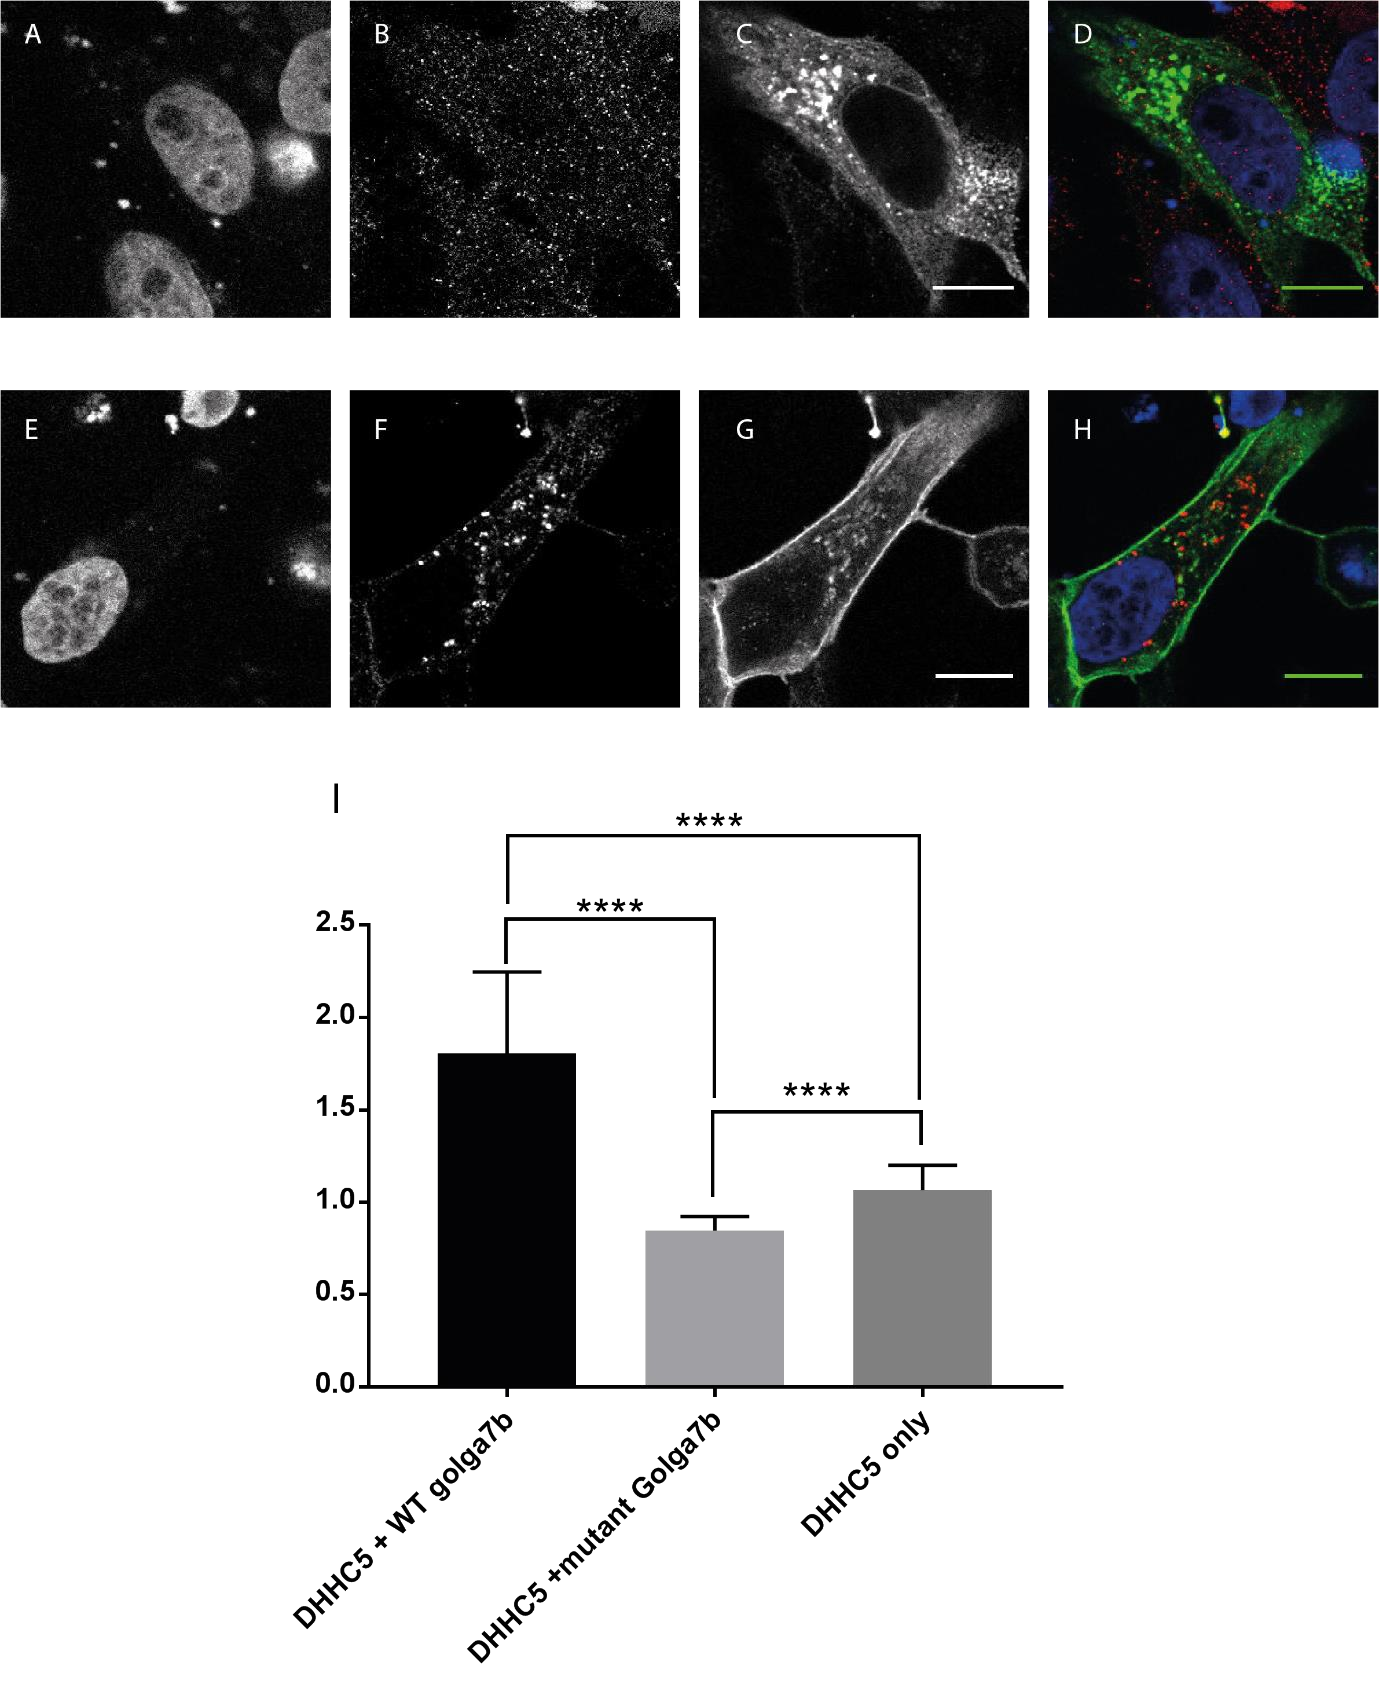 A
B
C
D
E
F
G
H
I
****
****
****
2.5
2.0
1.5
1.0
0.5
0.0
DHHC5 + WT golga7b
DHHC5 +mutant Golga7b
DHHC5 only